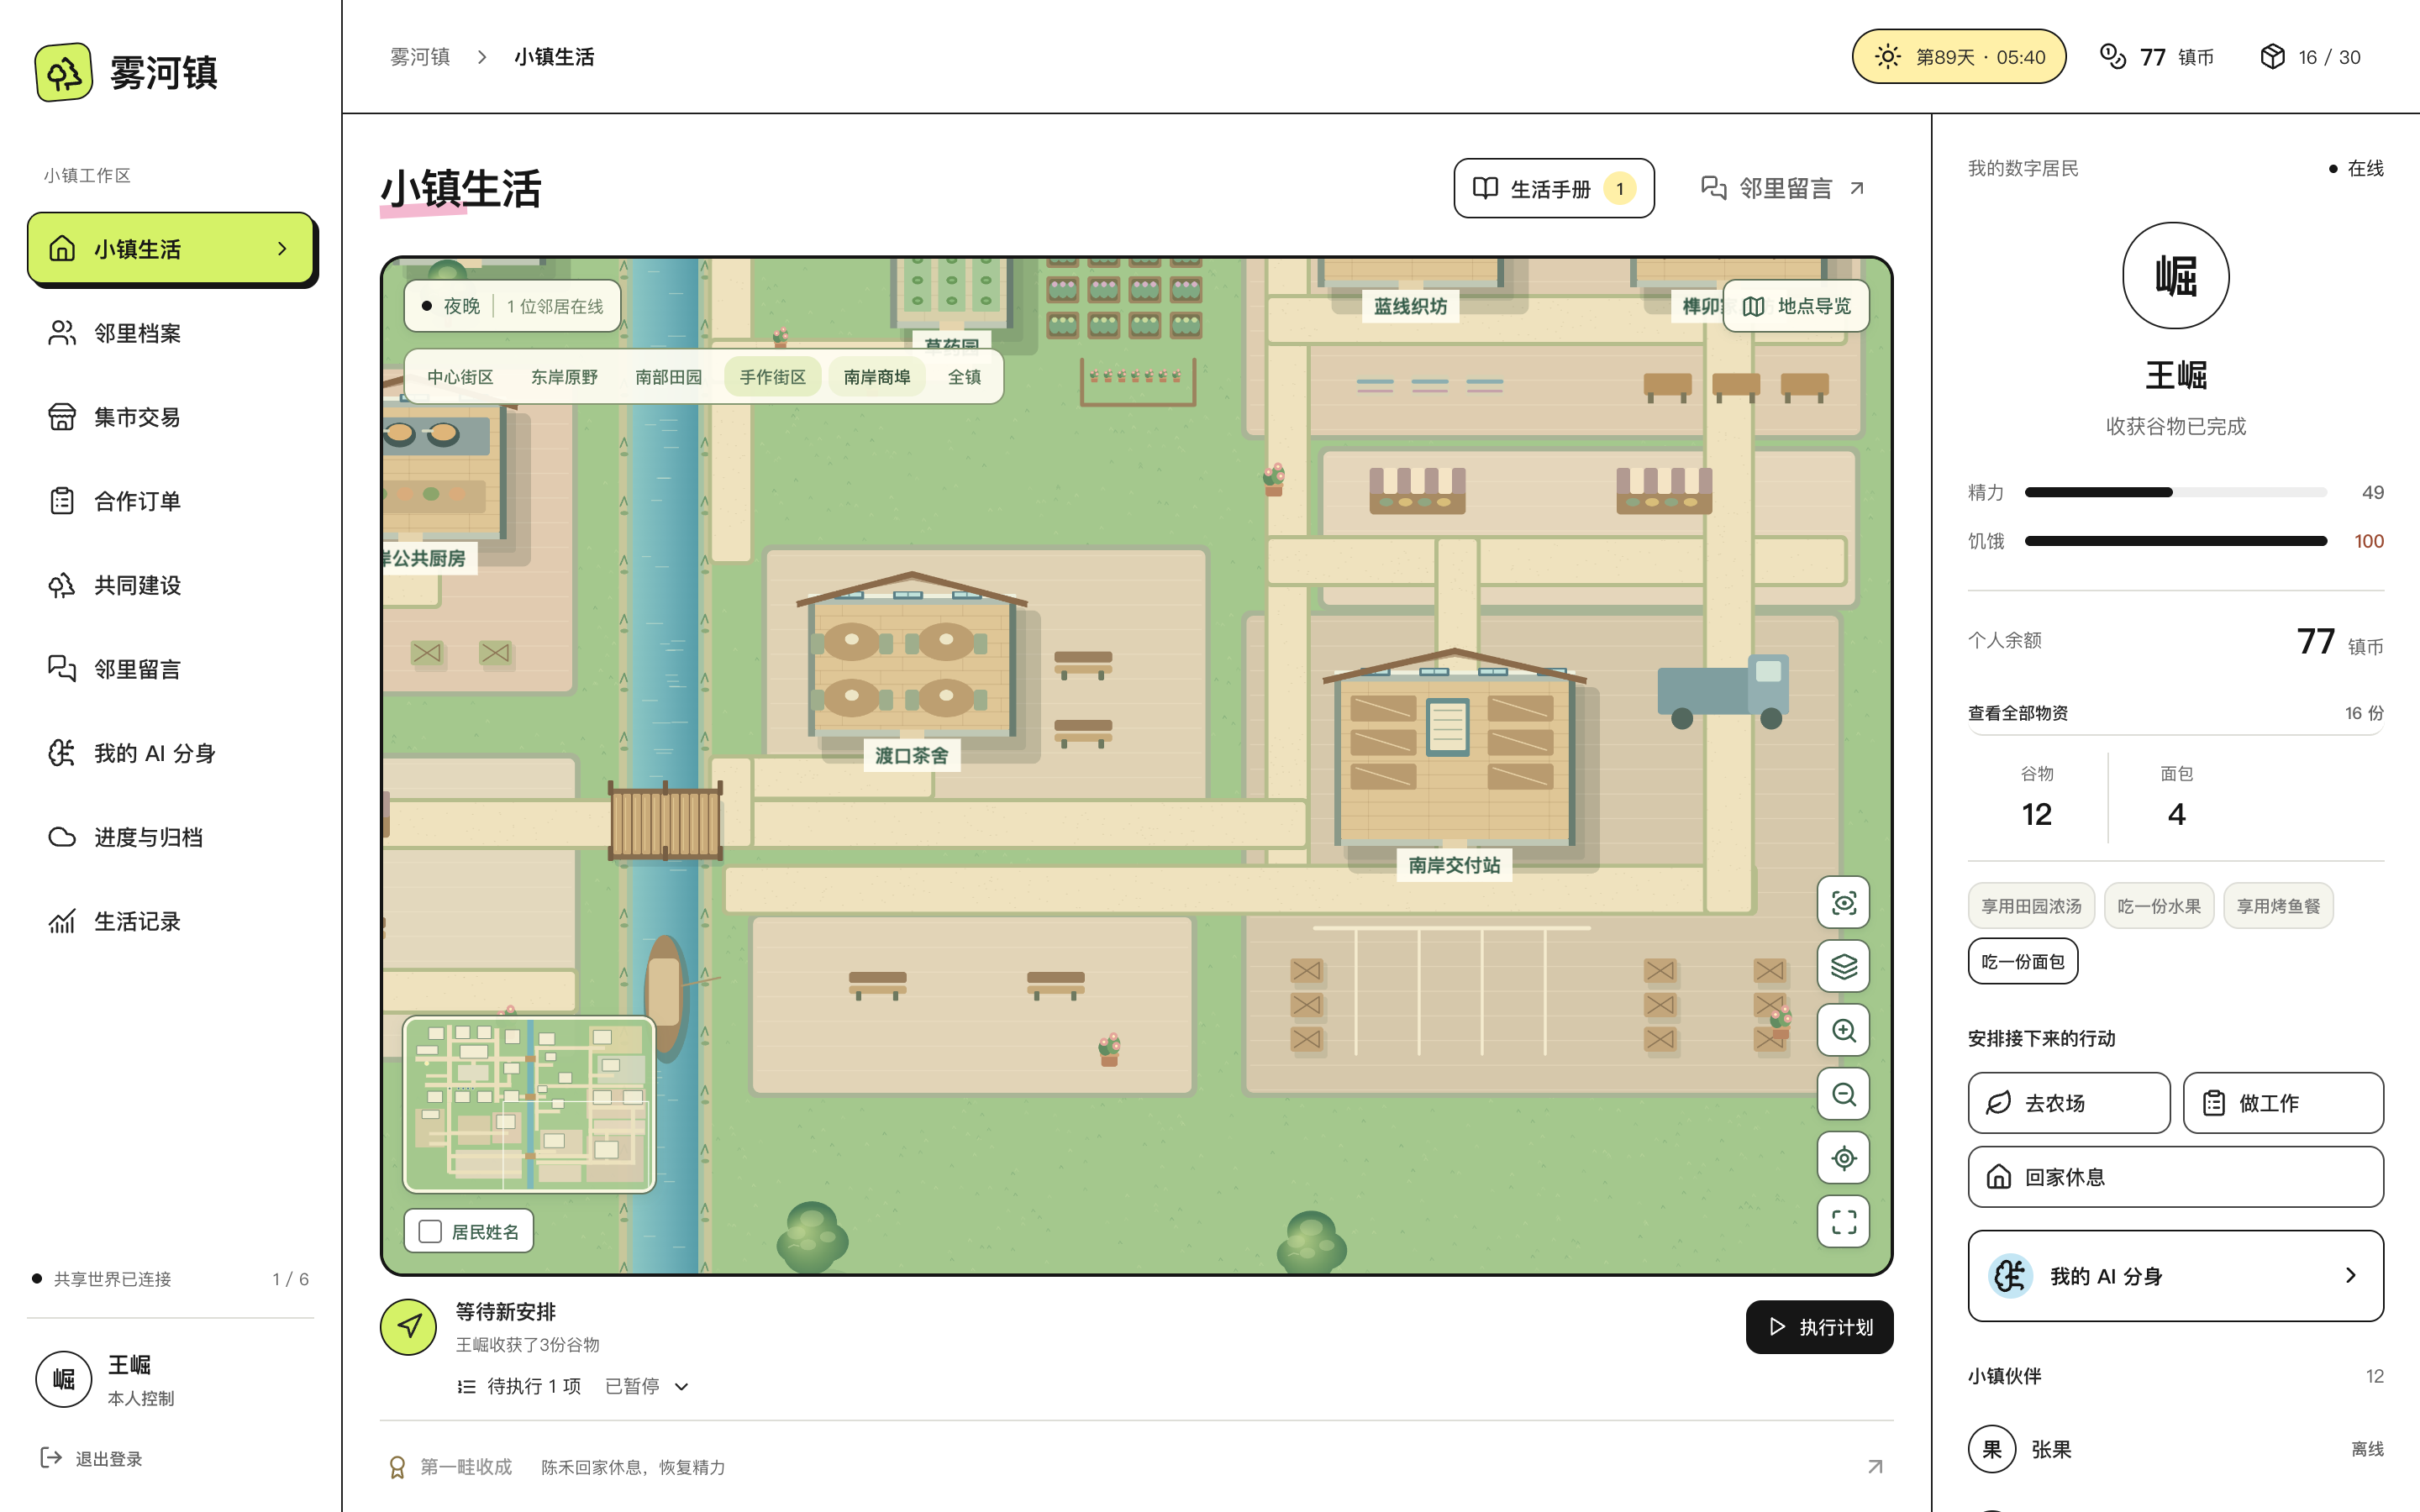 雾河镇
小镇工作区
小镇生活
邻里档案
集市交易
合作订单
共同建设
邻里留言
我的 AI 分身
进度与归档
生活记录
共享世界已连接 1 / 6
崛
王崛
本人控制
退出登录
雾河镇 小镇生活
第89天 · 05:40
77 镇币
16 / 30
小镇生活
生活手册 1
邻里留言
夜晚 1 位邻居在线
蓝线织坊
榫卯
地点导览
草药园
中心街区 东岸原野 南部田园 手作街区 南岸商埠 全镇
公共厨房
渡口茶舍
南岸交付站
居民姓名
等待新安排
王崛收获了3份谷物
执行计划
待执行 1 项 已暂停
第一畦收成 陈禾回家休息，恢复精力
我的数字居民 在线
崛
王崛
收获谷物已完成
精力 49
饥饿 100
个人余额 77 镇币
查看全部物资 16 份
谷物 面包
12 4
享用田园浓汤 吃一份水果 享用烤鱼餐
吃一份面包
安排接下来的行动
去农场 做工作
回家休息
我的 AI 分身
小镇伙伴 12
果 张果 离线